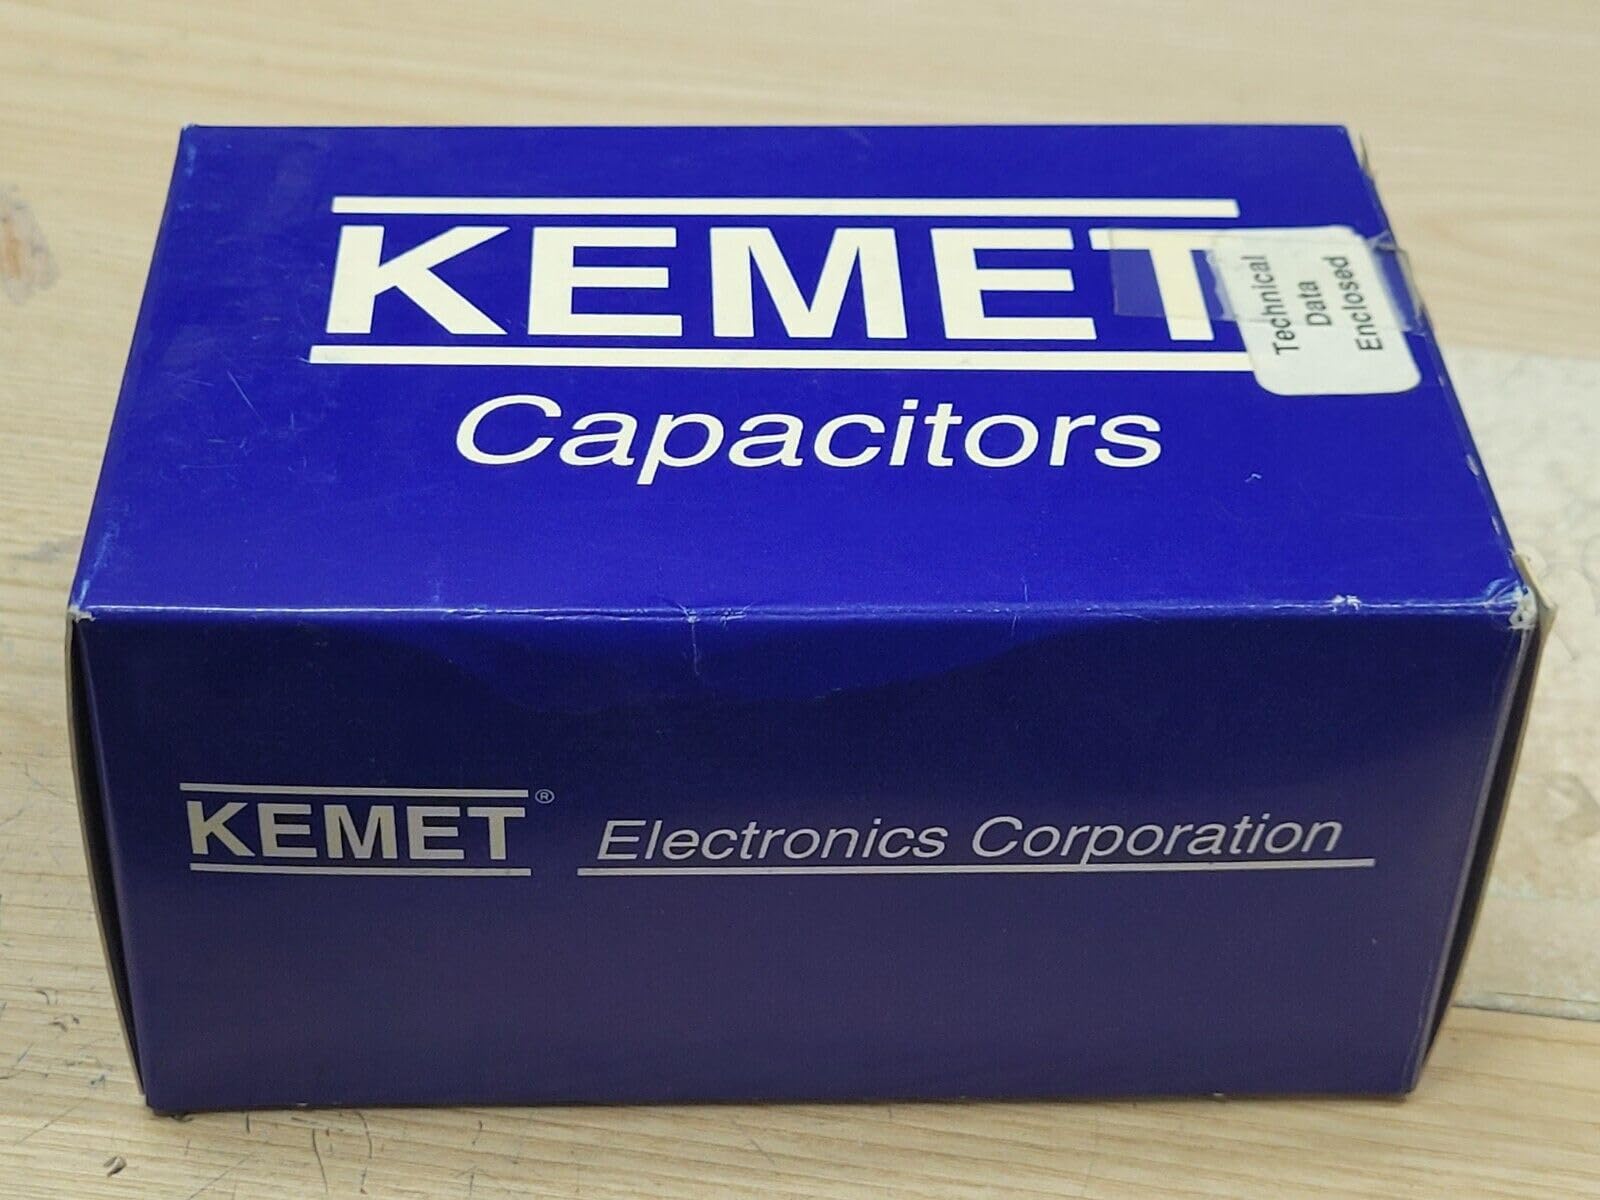 KEMET
Capacitors
Technical
Data
Enclosed
KEMET®
Electronics Corporation